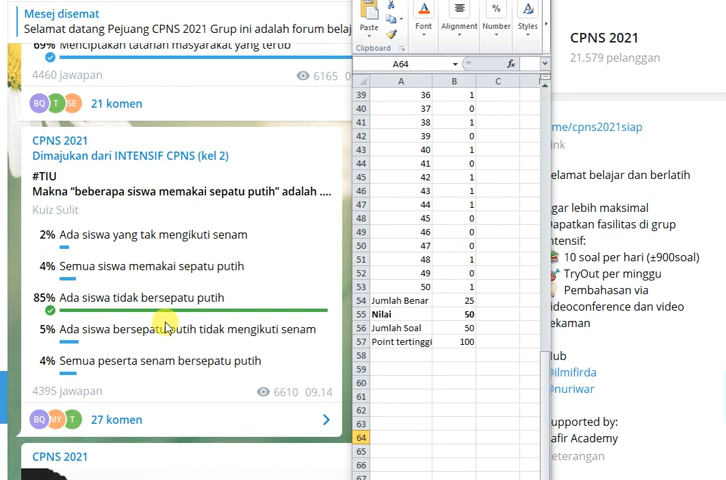 Mesej disemat
Selamat datang Pejuang CPNS 2021 Grup ini adalah forum belaj
69% Menciptakan tatanan masyarakat yang tertib
4460 jawapan 6165
BQ T SE 21 komen
CPNS 2021
Dimajukan dari INTENSIF CPNS (kel 2)
#TIU
Makna “beberapa siswa memakai sepatu putih” adalah ....
Kuiz Sulit
2% Ada siswa yang tak mengikuti senam
4% Semua siswa memakai sepatu putih
85% Ada siswa tidak bersepatu putih
5% Ada siswa bersepatu putih tidak mengikuti senam
4% Semua peserta senam bersepatu putih
4395 jawapan 6610 09.14
BQ MY T 27 komen
CPNS 2021
Paste
Font
Alignment
Number
Styles
Clipboard
A64 fx
A B C
39 36 1
40 37 0
41 38 1
42 39 0
43 40 1
44 41 0
45 42 1
46 43 1
47 44 1
48 45 0
49 46 0
50 47 0
51 48 1
52 49 0
53 50 1
54 Jumlah Benar 25
55 Nilai 50
56 Jumlah Soal 50
57 Point tertinggi 100
58
59
60
61
62
63
64
65
66
67
CPNS 2021
21.579 pelanggan
me/cpns2021siap
ink
elamat belajar dan berlatih
gar lebih maksimal
apatkan fasilitas di grup
ntensif:
10 soal per hari (±900soal)
TryOut per minggu
Pembahasan via
ideoconference dan video
ekaman
Hub
@ilmifirda
@nuriwar
upported by:
afir Academy
eterangan